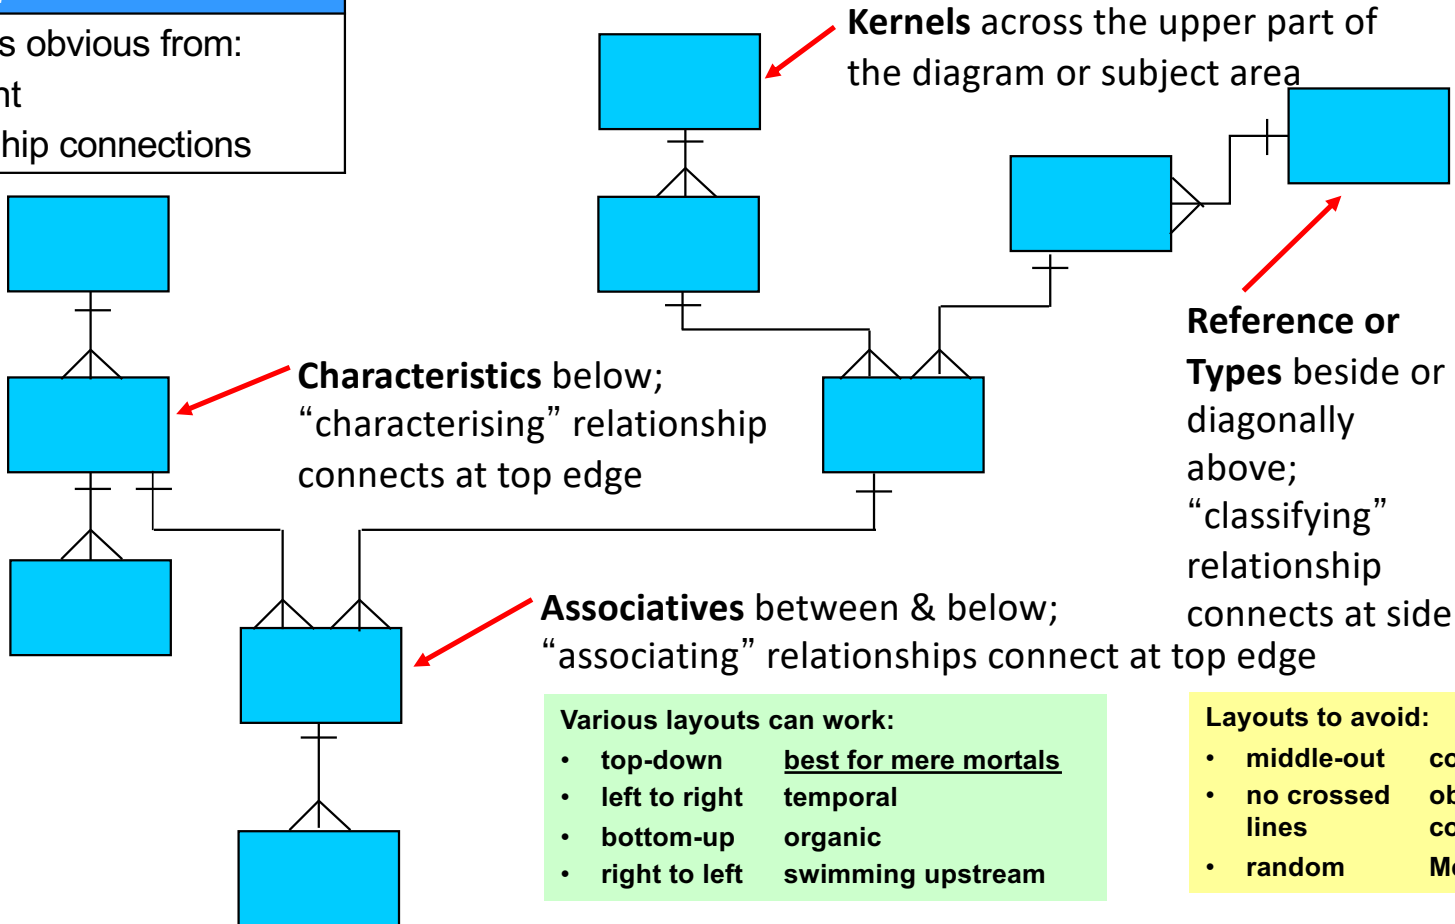 s obvious from:
nt
hip connections
Kernels across the upper part of
the diagram or subject area
Characteristics below;
“characterising” relationship
connects at top edge
Reference or
Types beside or
diagonally
above;
“classifying”
relationship
connects at side
Associatives between & below;
“associating” relationships connect at top edge
Various layouts can work:
• top-down best for mere mortals
• left to right temporal
• bottom-up organic
• right to left swimming upstream
Layouts to avoid:
• middle-out co
• no crossed ob
lines co
• random Mo